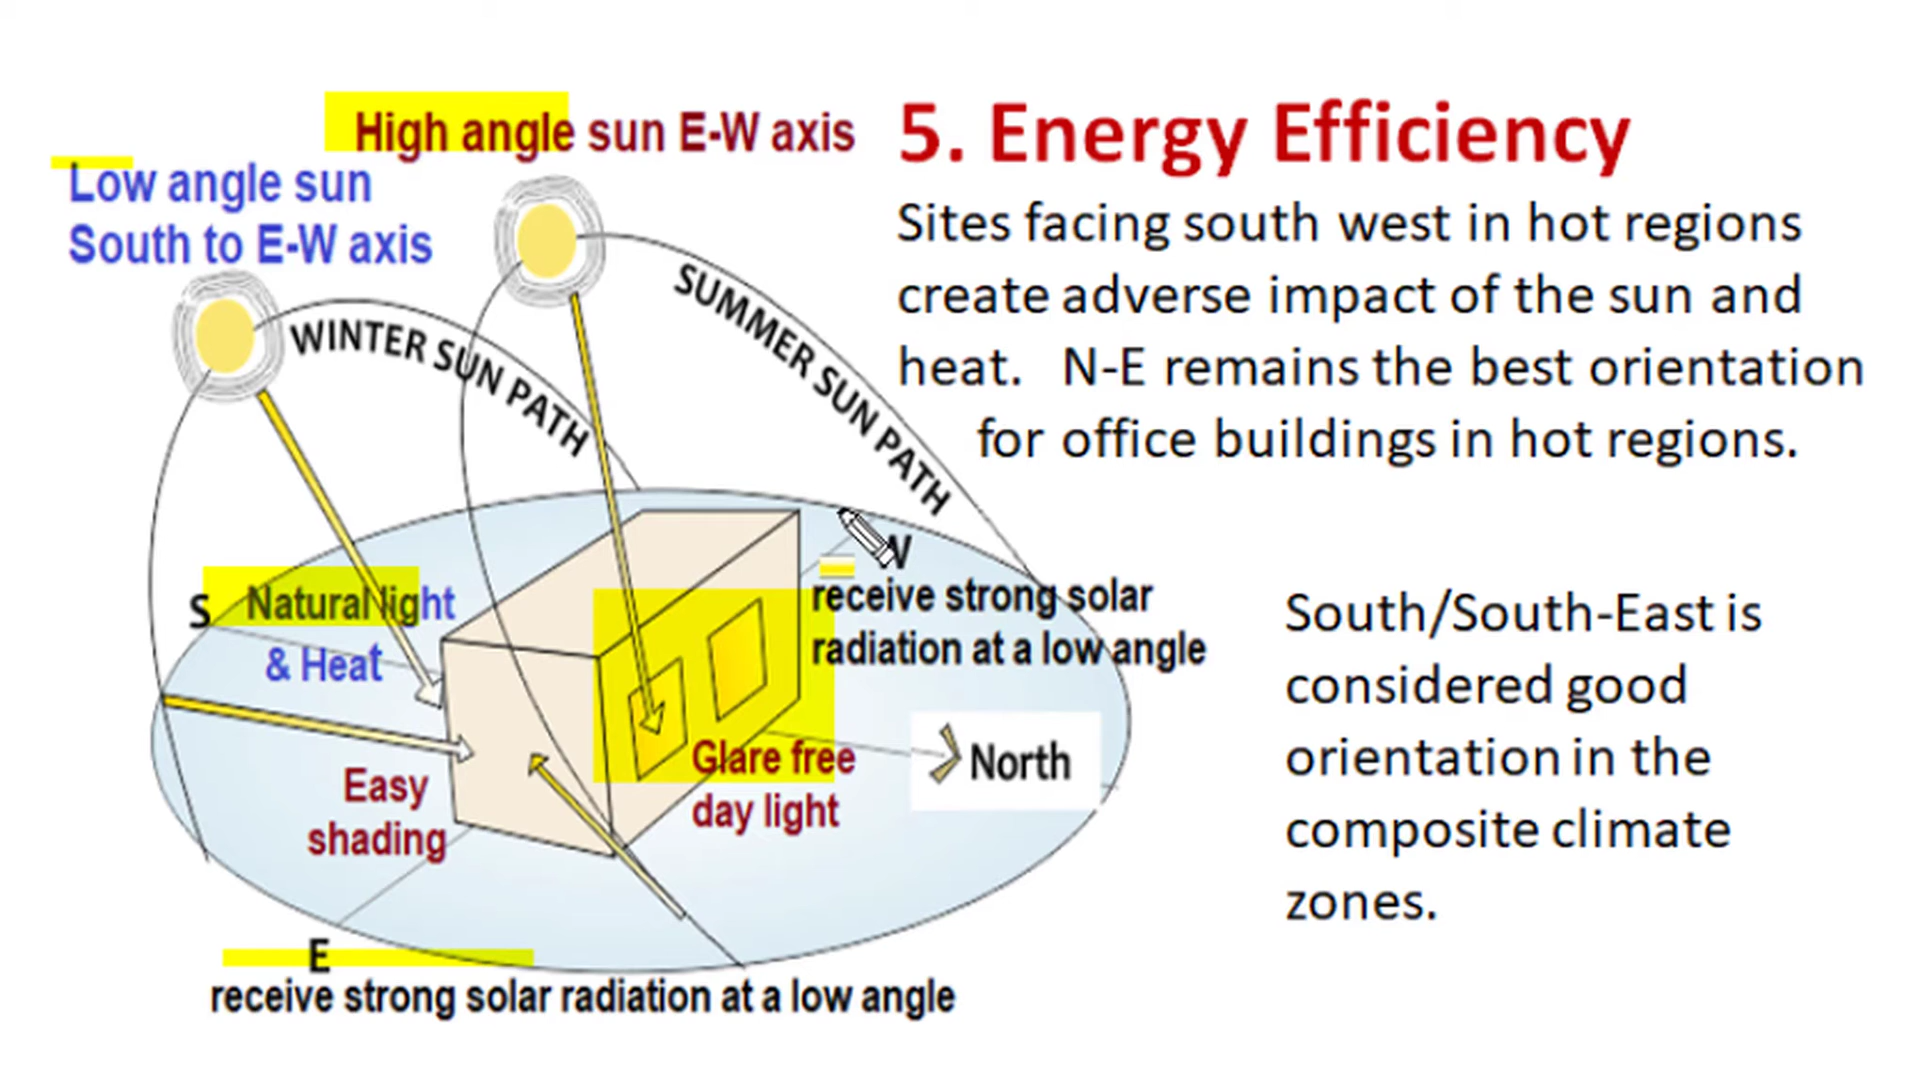 High angle sun E-W axis
Low angle sun
South to E-W axis
WINTER SUN PATH
SUMMER SUN PATH
S
Natural light
& Heat
Easy
shading
Glare free
day light
W
receive strong solar
radiation at a low angle
North
E
receive strong solar radiation at a low angle
5. Energy Efficiency
Sites facing south west in hot regions
create adverse impact of the sun and
heat. N-E remains the best orientation
for office buildings in hot regions.
South/South-East is
considered good
orientation in the
composite climate
zones.